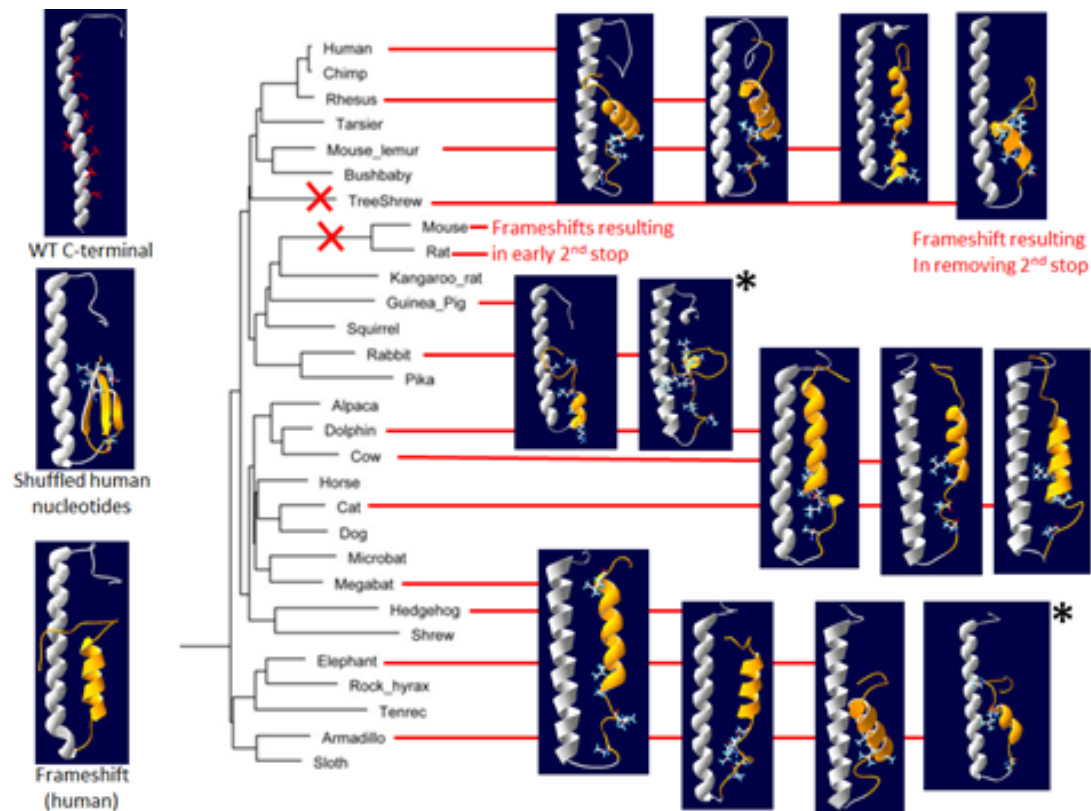 WT C-terminal
Shuffled human
nucleotides
Frameshift
(human)
Human
Chimp
Rhesus
Tarsier
Mouse_lemur
Bushbaby
TreeShrew
Mouse
Rat
Kangaroo_rat
Guinea_Pig
Squirrel
Rabbit
Pika
Alpaca
Dolphin
Cow
Horse
Cat
Dog
Microbat
Megabat
Hedgehog
Shrew
Elephant
Rock_hyrax
Tenrec
Armadillo
Sloth
Frameshifts resulting
in early 2nd stop
Frameshift resulting
In removing 2nd stop
*
*